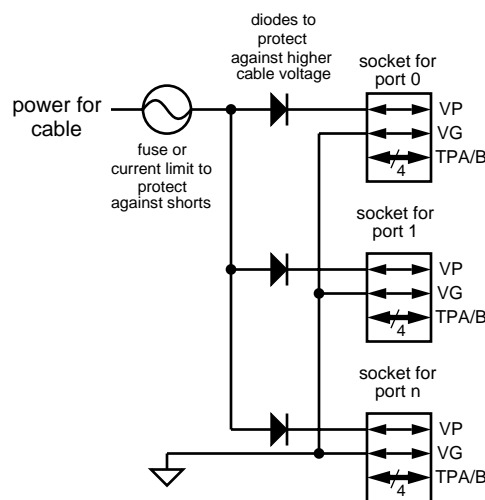 diodes to
protect
against higher
cable voltage
socket for
port 0
power for
cable
VP
VG
TPA/B
4
fuse or
current limit to
protect
against shorts
socket for
port 1
VP
VG
TPA/B
4
socket for
port n
VP
VG
TPA/B
4